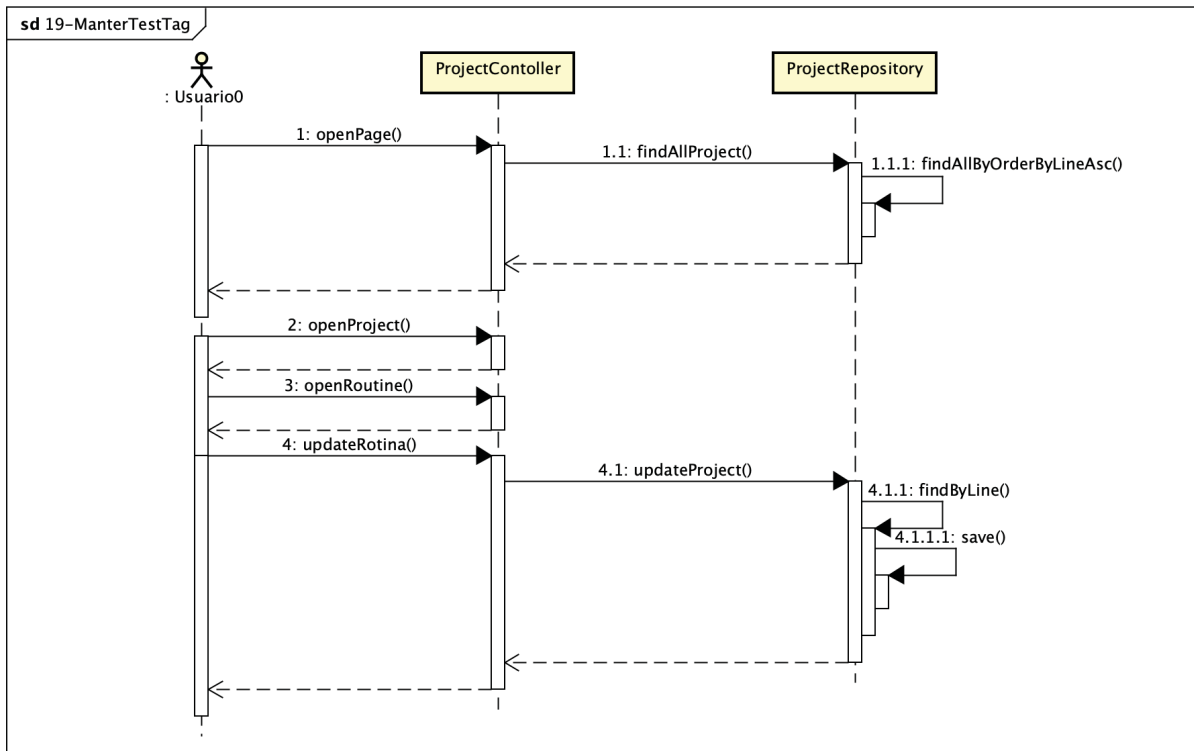 sd 19-ManterTestTag
: Usuario0
ProjectContoller
ProjectRepository
1: openPage()
1.1: findAllProject()
1.1.1: findAllByOrderByLineAsc()
2: openProject()
3: openRoutine()
4: updateRotina()
4.1: updateProject()
4.1.1: findByLine()
4.1.1.1: save()